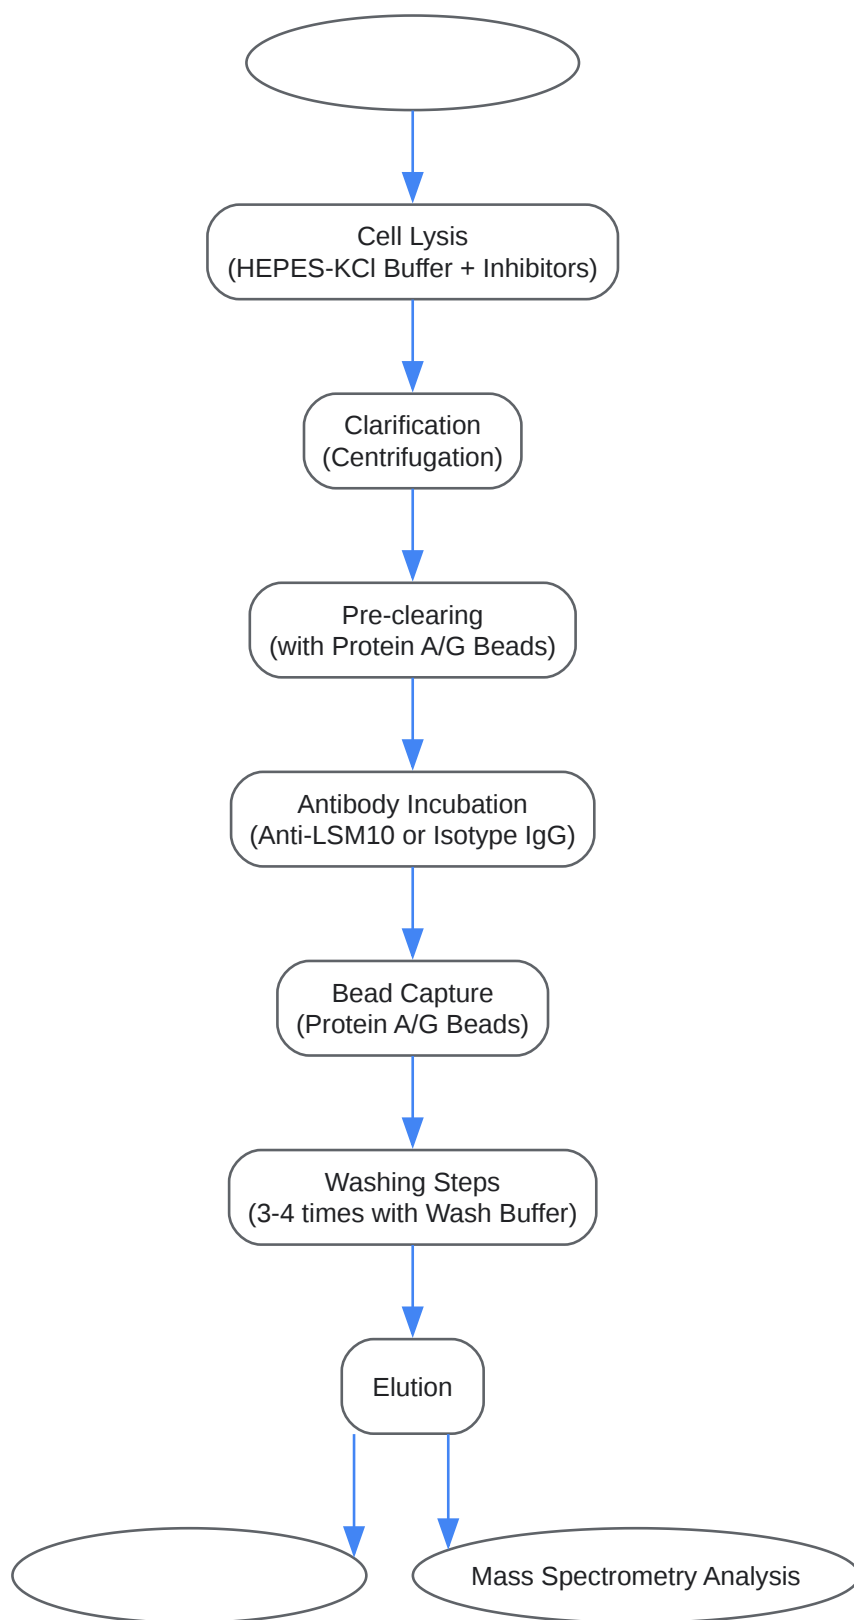 Cell Lysis
(HEPES-KCl Buffer + Inhibitors)
Clarification
(Centrifugation)
Pre-clearing
(with Protein A/G Beads)
Antibody Incubation
(Anti-LSM10 or Isotype IgG)
Bead Capture
(Protein A/G Beads)
Washing Steps
(3-4 times with Wash Buffer)
Elution
Mass Spectrometry Analysis